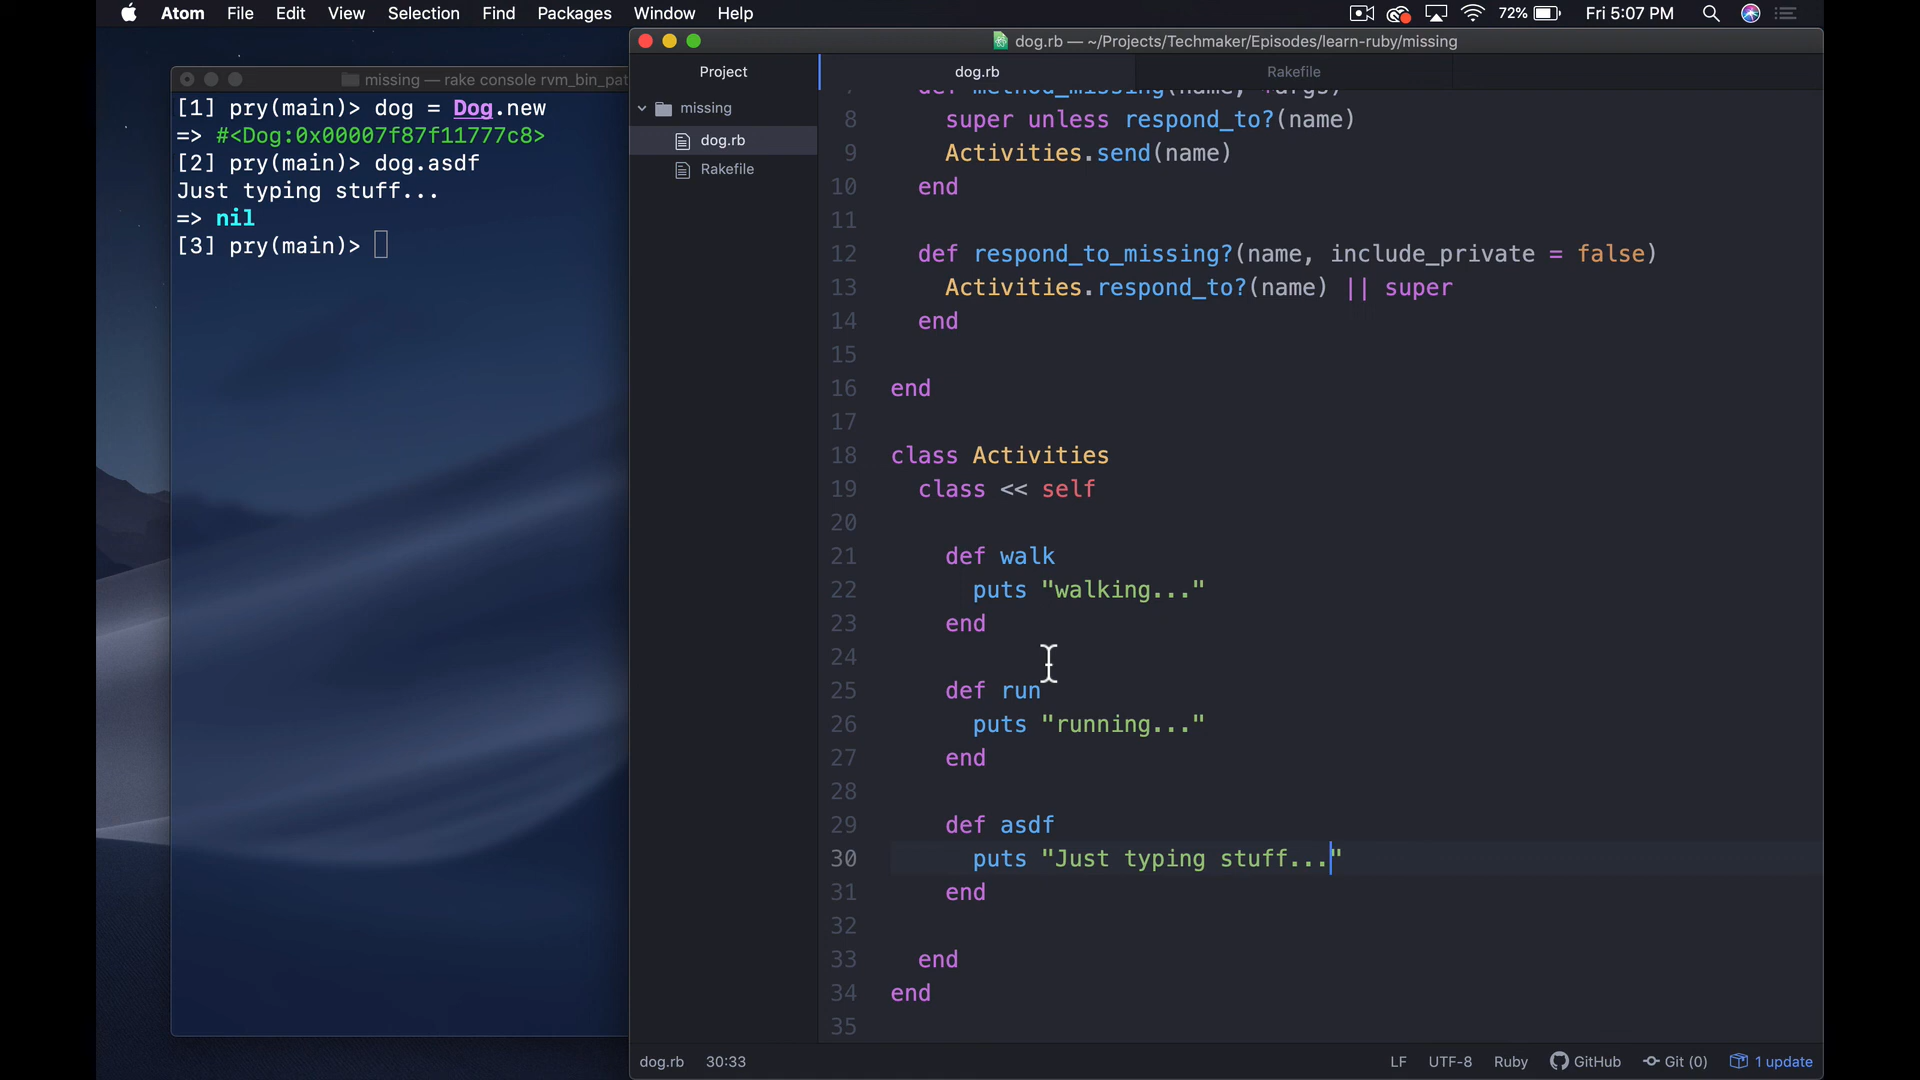 Atom File Edit View Selection Find Packages Window Help 72% Fri 5:07 PM
missing — rake console rvm_bin_pat
[1] pry(main)> dog = Dog.new
=> #<Dog:0x00007f87f11777c8>
[2] pry(main)> dog.asdf
Just typing stuff...
=> nil
[3] pry(main)>
dog.rb — ~/Projects/Techmaker/Episodes/learn-ruby/missing
Project
missing
dog.rb
Rakefile
dog.rb Rakefile
def method_missing(name, *args)
8 super unless respond_to?(name)
9 Activities.send(name)
10 end
11
12 def respond_to_missing?(name, include_private = false)
13 Activities.respond_to?(name) || super
14 end
15
16 end
17
18 class Activities
19 class << self
20
21 def walk
22 puts "walking..."
23 end
24
25 def run
26 puts "running..."
27 end
28
29 def asdf
30 puts "Just typing stuff..."
31 end
32
33 end
34 end
35
dog.rb 30:33 LF UTF-8 Ruby GitHub Git (0) 1 update